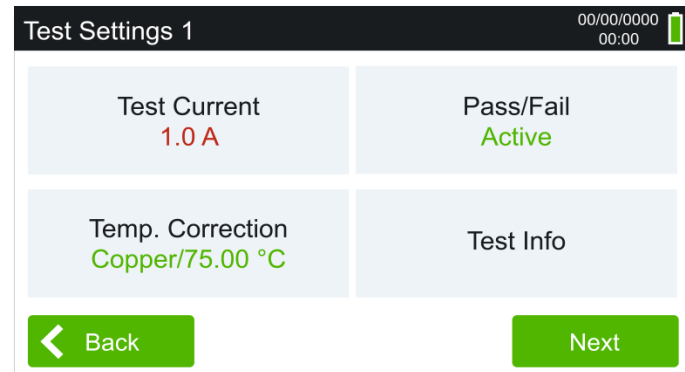 Test Settings 1
00/00/0000
00:00
Test Current
1.0 A
Pass/Fail
Active
Temp. Correction
Copper/75.00 °C
Test Info
Back
Next